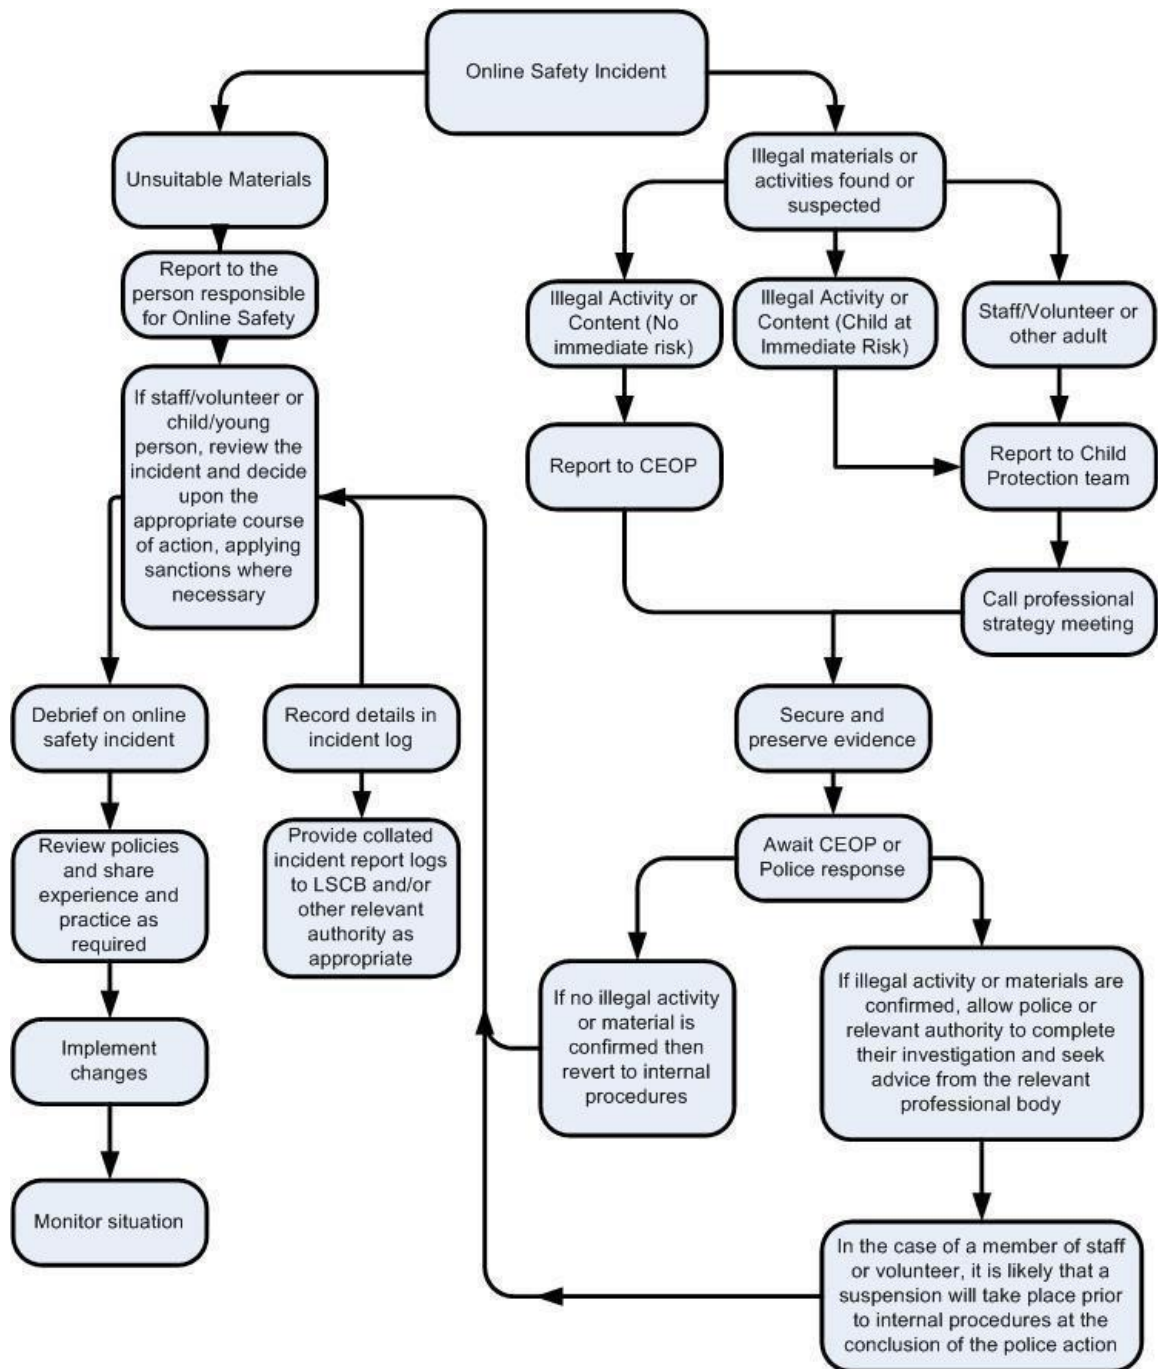 Online Safety Incident
Unsuitable Materials
Report to the
person responsible
for Online Safety
If staff/volunteer or
child/young
person, review the
incident and decide
upon the
appropriate course
of action, applying
sanctions where
necessary
Debrief on online
safety incident
Review policies
and share
experience and
practice as
required
Implement
changes
Monitor situation
Record details in
incident log
Provide collated
incident report logs
to LSCB and/or
other relevant
authority as
appropriate
Illegal materials or
activities found or
suspected
Illegal Activity or
Content (No
immediate risk)
Illegal Activity or
Content (Child at
Immediate Risk)
Staff/Volunteer or
other adult
Report to CEOP
Report to Child
Protection team
Call professional
strategy meeting
Secure and
preserve evidence
Await CEOP or
Police response
If no illegal activity
or material is
confirmed then
revert to internal
procedures
If illegal activity or materials are
confirmed, allow police or
relevant authority to complete
their investigation and seek
advice from the relevant
professional body
In the case of a member of staff
or volunteer, it is likely that a
suspension will take place prior
to internal procedures at the
conclusion of the police action